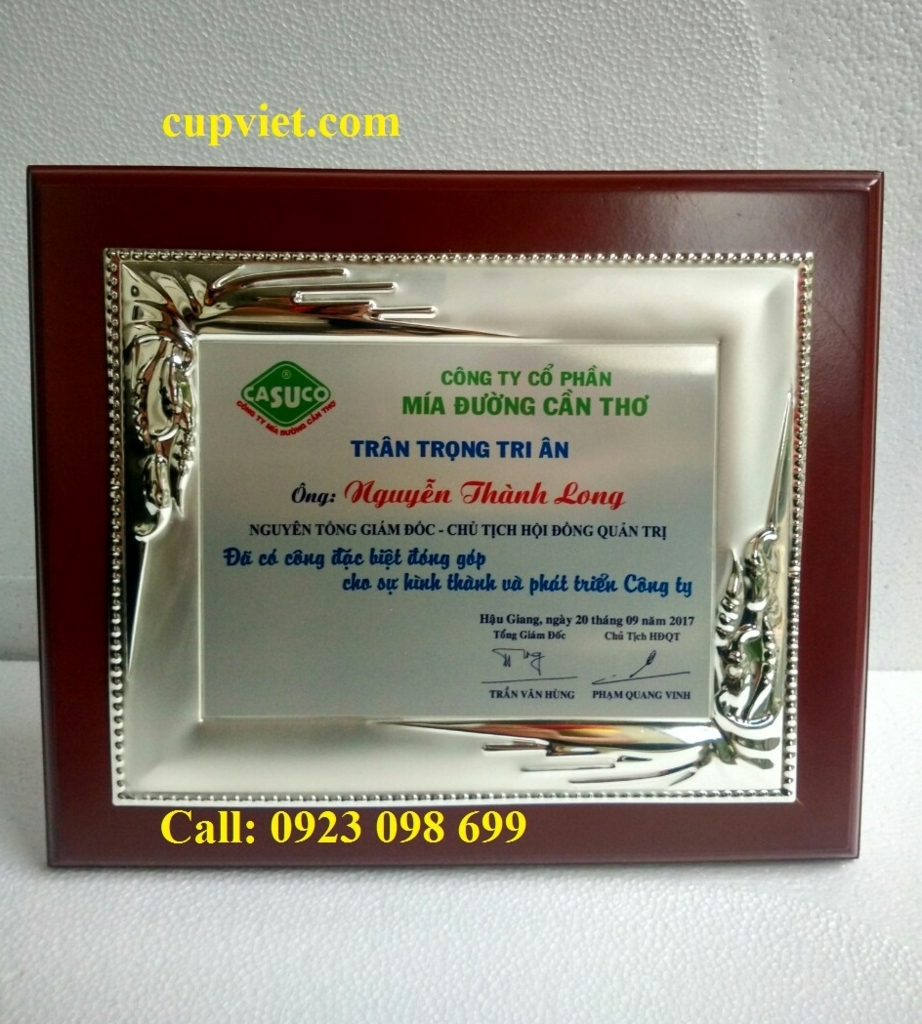 cupviet.com
CASUCO
®
CÔNG TY MÍA ĐƯỜNG CẦN THƠ
CÔNG TY CỔ PHẦN
MÍA ĐƯỜNG CẦN THƠ
TRÂN TRỌNG TRI ÂN
Ông: Nguyễn Thành Long
NGUYÊN TỔNG GIÁM ĐỐC - CHỦ TỊCH HỘI ĐỒNG QUẢN TRỊ
Đã có công đặc biệt đóng góp
cho sự hình thành và phát triển Công ty
Hậu Giang, ngày 20 tháng 09 năm 2017
Tổng Giám Đốc Chủ Tịch HĐQT
TRẦN VĂN HÙNG PHẠM QUANG VINH
Call: 0923 098 699